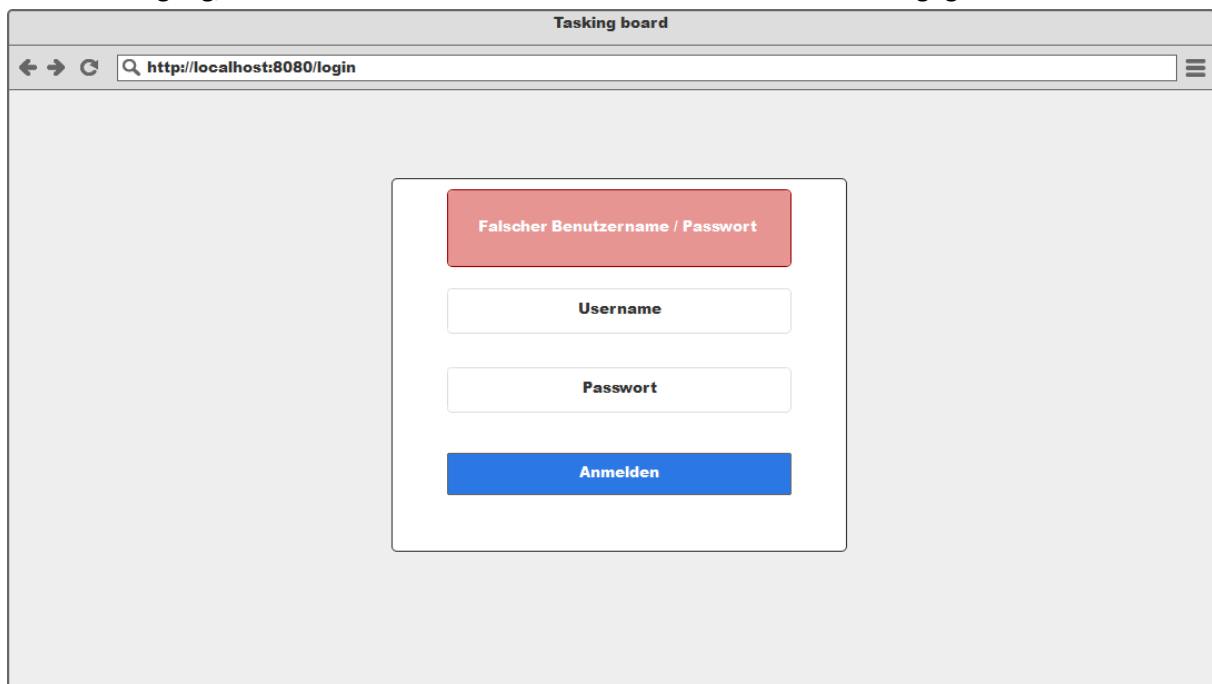 Tasking board
http://localhost:8080/login
Falscher Benutzername / Passwort
Username
Passwort
Anmelden